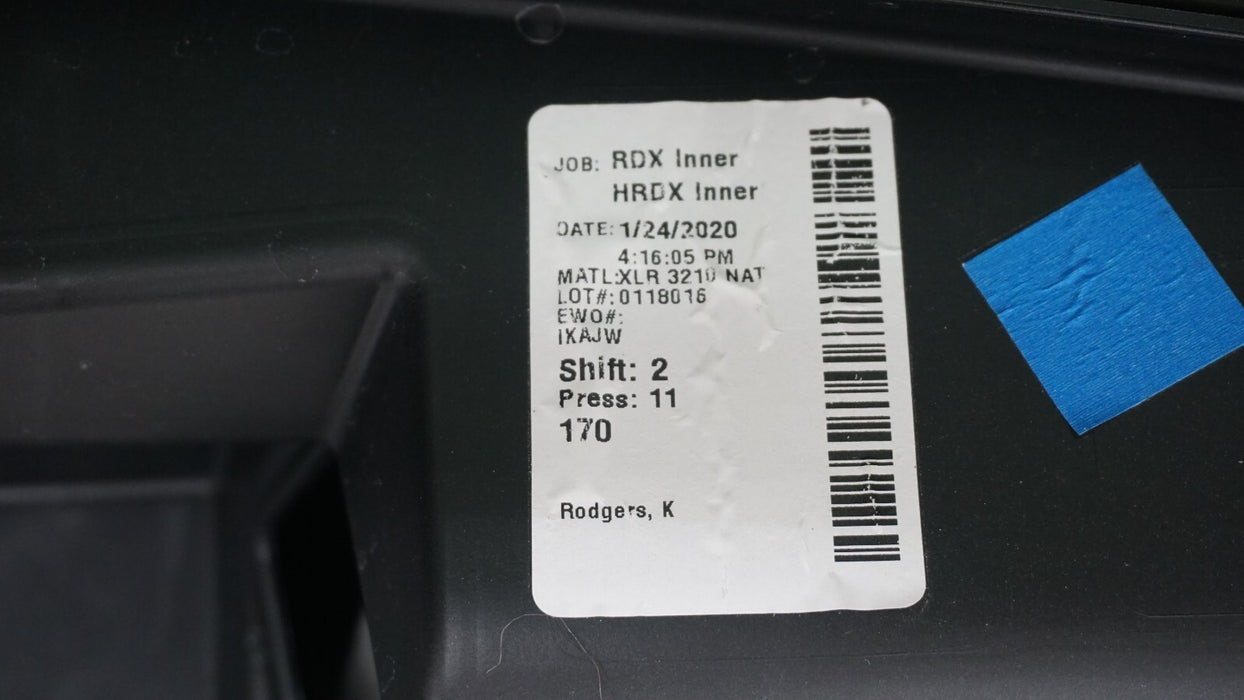 JOB: RDX Inner
HRDX Inner
DATE: 1/24/2020
4:16:05 PM
MATL:XLR 3210 NAT
LOT#: 0118016
EWO#:
IXAJW
Shift: 2
Press: 11
170
Rodgers, K